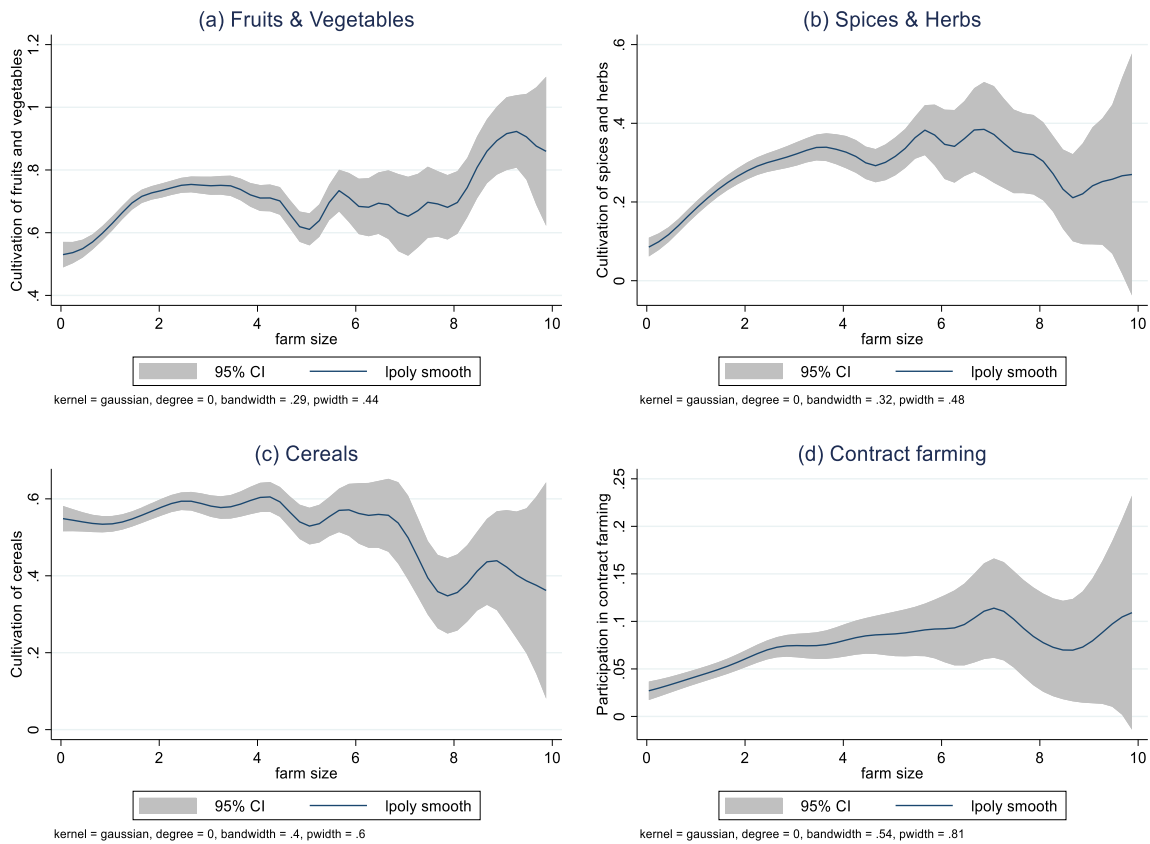 (a) Fruits & Vegetables
Cultivation of fruits and vegetables
1.2
1
.8
.6
.4
0 2 4 6 8 10
farm size
95% CI lpoly smooth
kernel = gaussian, degree = 0, bandwidth = .29, pwidth = .44
(b) Spices & Herbs
Cultivation of spices and herbs
.6
.4
.2
0
0 2 4 6 8 10
farm size
95% CI lpoly smooth
kernel = gaussian, degree = 0, bandwidth = .32, pwidth = .48
(c) Cereals
Cultivation of cereals
.6
.4
.2
0
0 2 4 6 8 10
farm size
95% CI lpoly smooth
kernel = gaussian, degree = 0, bandwidth = .4, pwidth = .6
(d) Contract farming
Participation in contract farming
.25
.2
.15
.1
.05
0
0 2 4 6 8 10
farm size
95% CI lpoly smooth
kernel = gaussian, degree = 0, bandwidth = .54, pwidth = .81